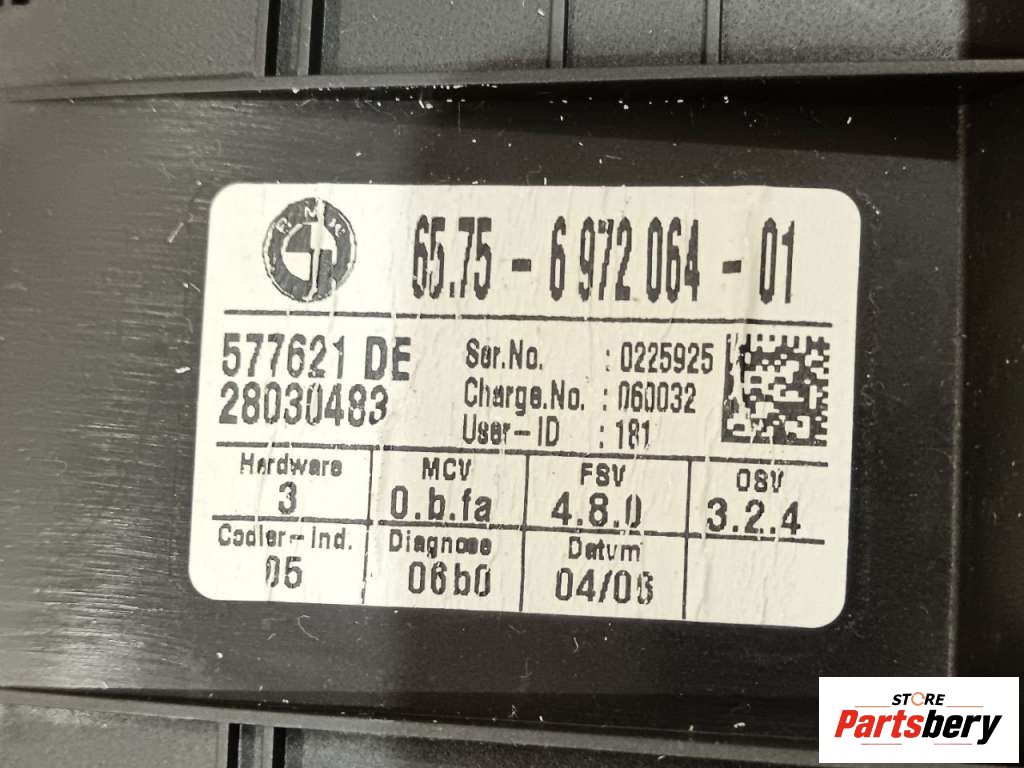 BMW
65.75-6 972 064-01
577621 DE
28030483
Ser.No. : 0225925
Charge.No. : 060032
User-ID : 181
Hardware MCV FSV OSV
3 0.b.fa 4.8.0 3.2.4
Codier-Ind. Diagnose Datum
05 06b0 04/06
STORE
Partsbery